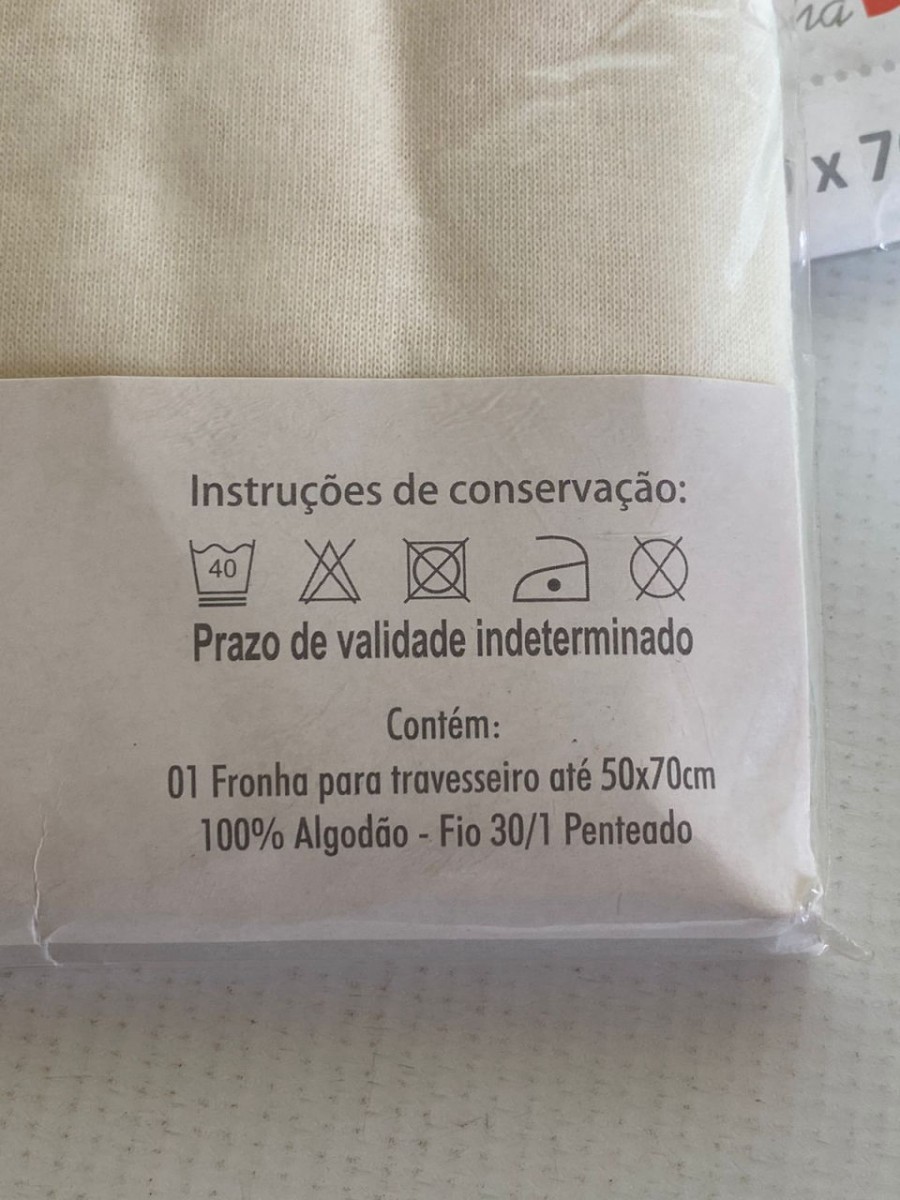 x 7
Instruções de conservação:
40
Prazo de validade indeterminado
Contém:
01 Fronha para travesseiro até 50x70cm
100% Algodão - Fio 30/1 Penteado